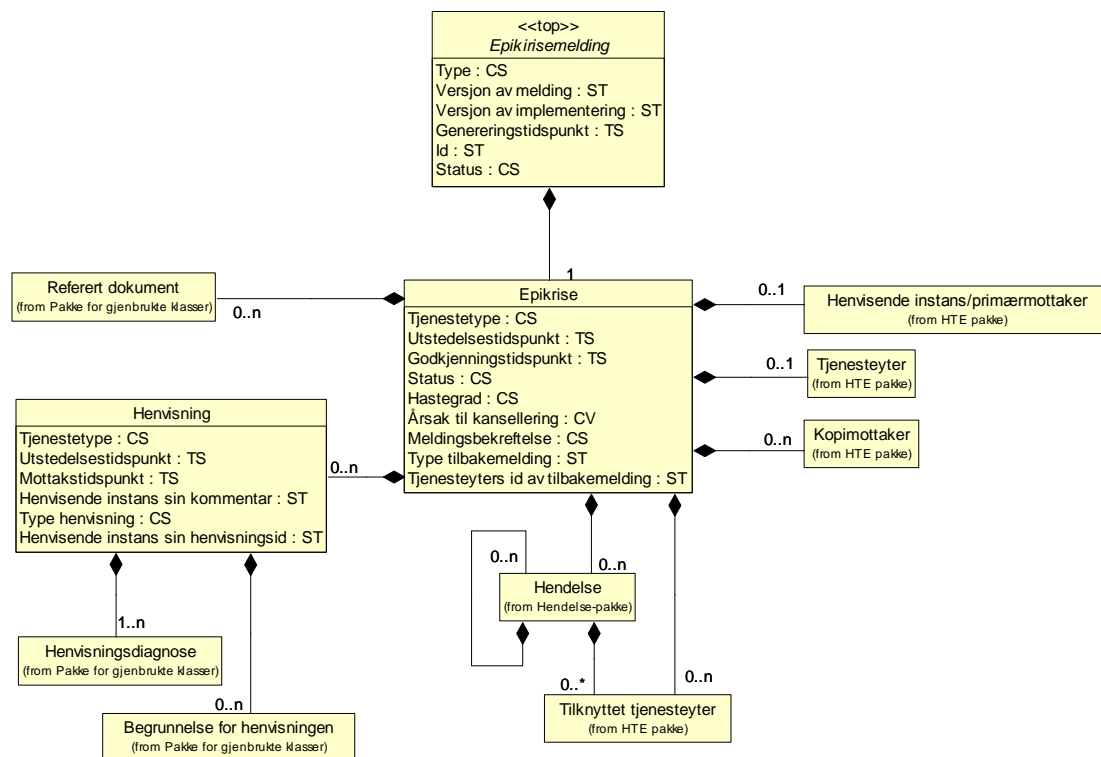 <<top>>
Epikirisemelding
Type : CS
Versjon av melding : ST
Versjon av implementering : ST
Genereringstidspunkt : TS
Id : ST
Status : CS
1
Referert dokument
(from Pakke for gjenbrukte klasser)
0..n
Epikrise
Tjenestetype : CS
Utstedelsestidspunkt : TS
Godkjenningstidspunkt : TS
Status : CS
Hastegrad : CS
Årsak til kansellering : CV
Meldingsbekreftelse : CS
Type tilbakemelding : ST
Tjenesteyters id av tilbakemelding : ST
0..1
Henvisende instans/primærmottaker
(from HTE pakke)
0..1
Tjenesteyter
(from HTE pakke)
0..n
Kopimottaker
(from HTE pakke)
Henvisning
Tjenestetype : CS
Utstedelsestidspunkt : TS
Mottakstidspunkt : TS
Henvisende instans sin kommentar : ST
Type henvisning : CS
Henvisende instans sin henvisningsid : ST
0..n
0..n
0..n
Hendelse
(from Hendelse-pakke)
1..n
Henvisningsdiagnose
(from Pakke for gjenbrukte klasser)
0..n
Begrunnelse for henvisningen
(from Pakke for gjenbrukte klasser)
0..*
0..n
Tilknyttet tjenesteyter
(from HTE pakke)